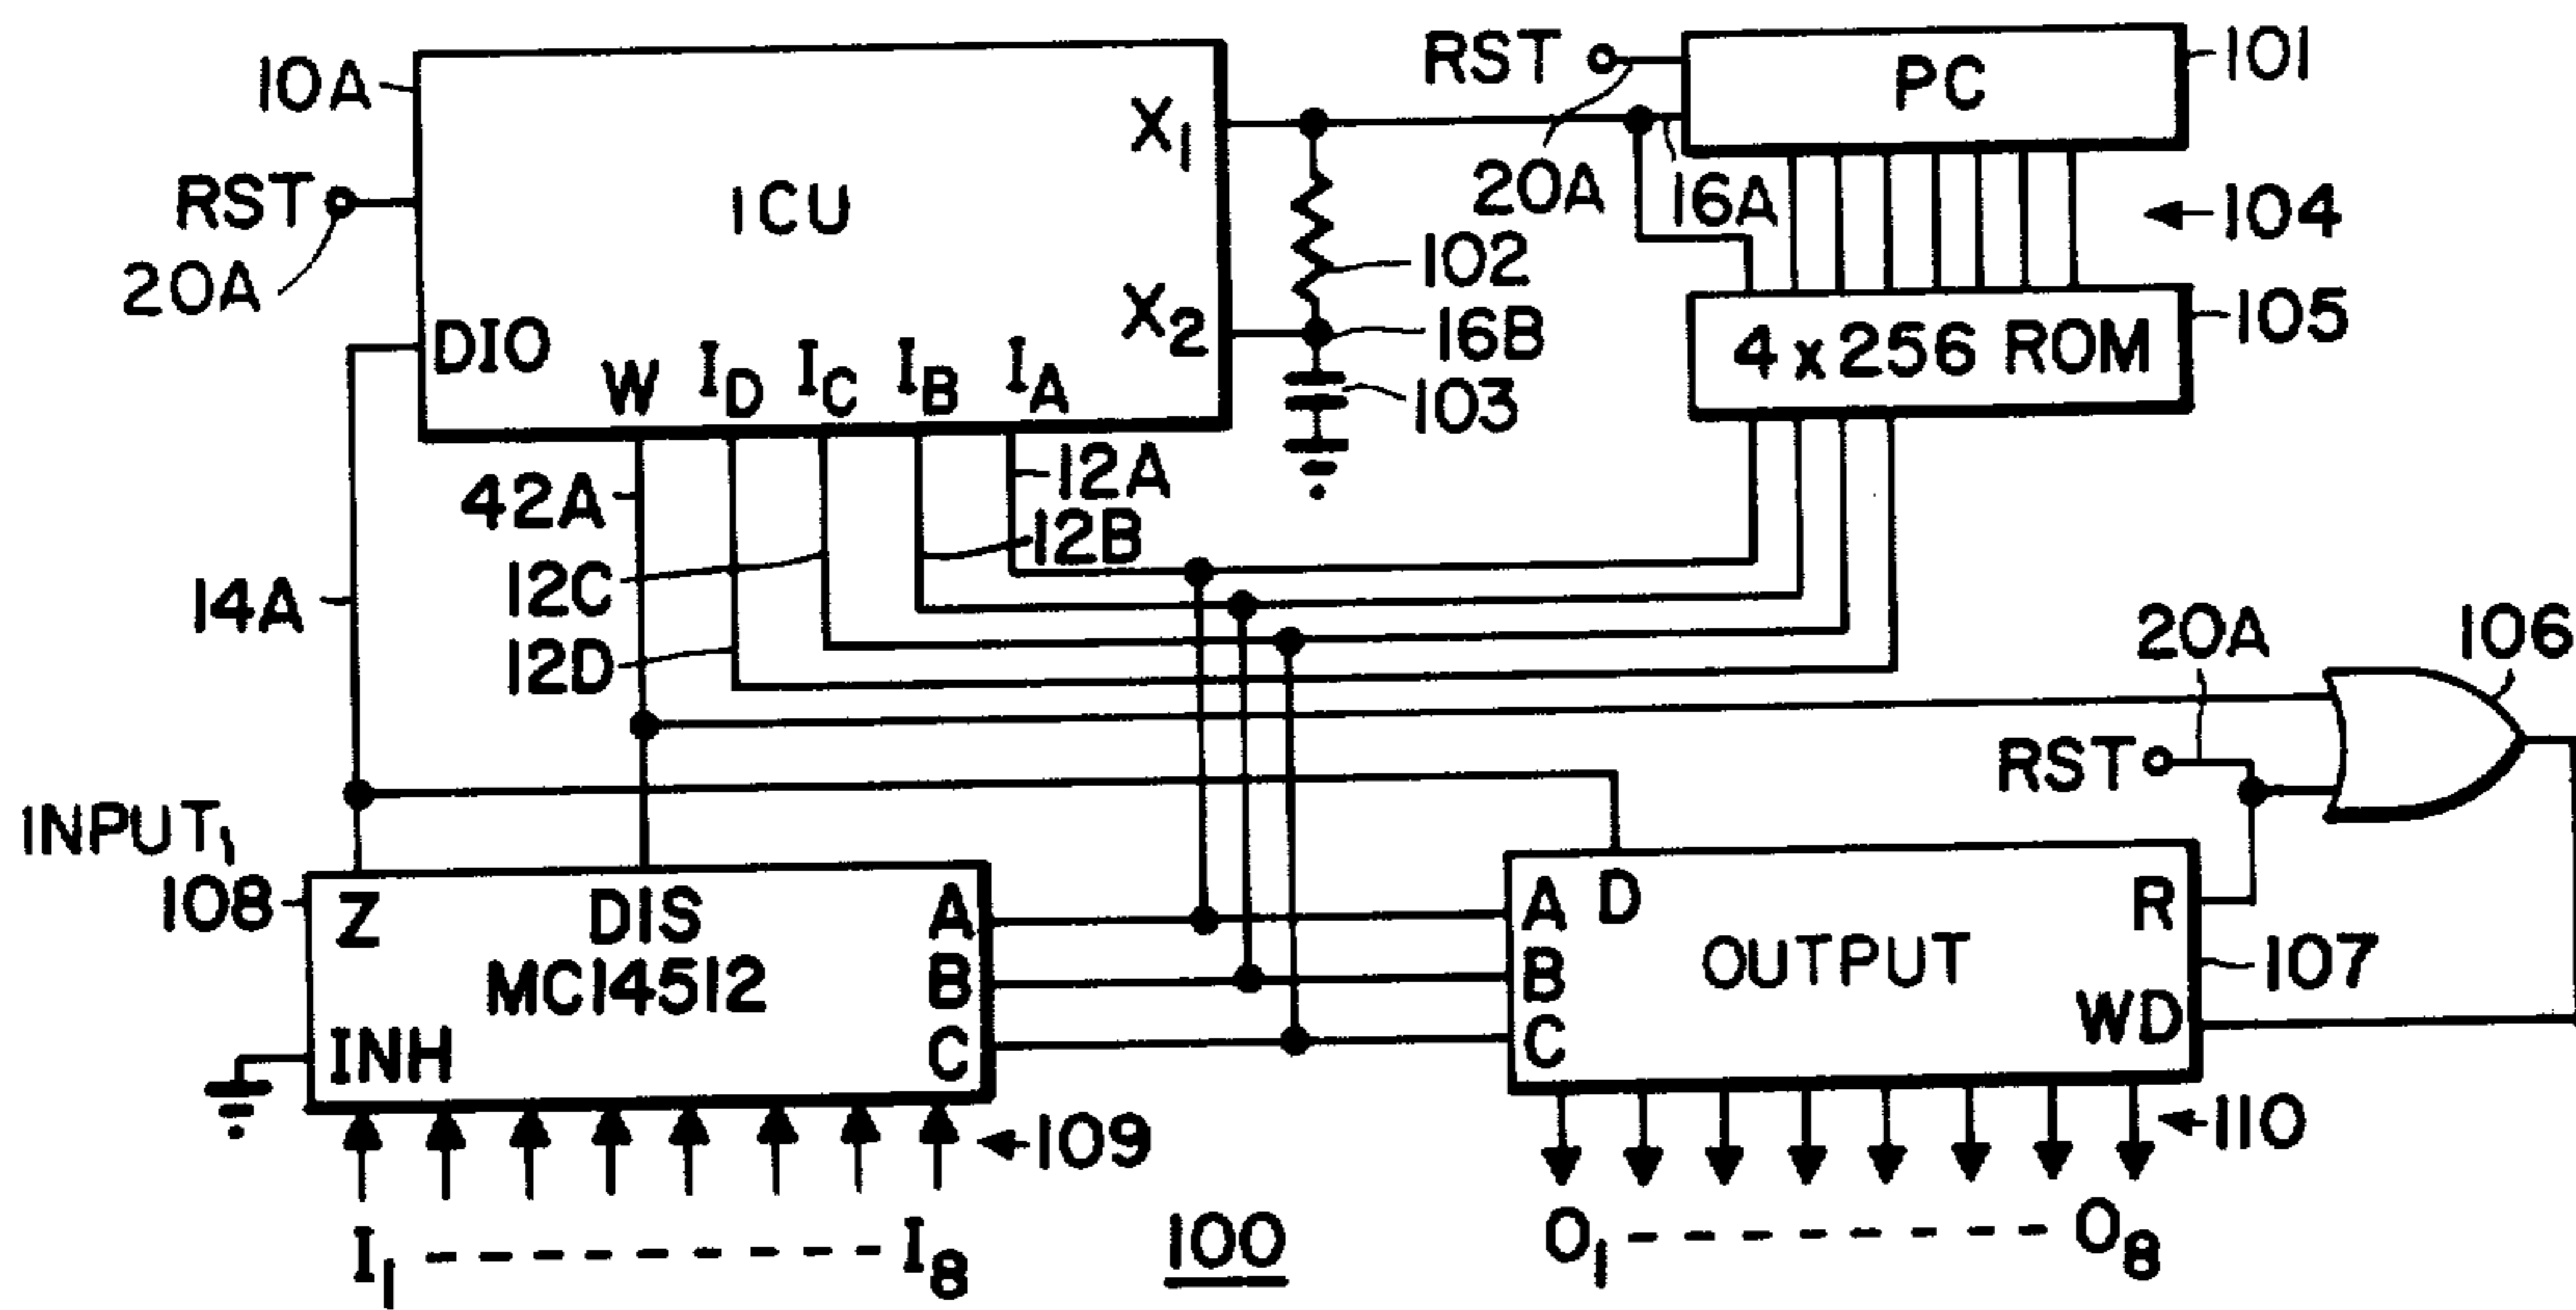 10A
RST
20A
ICU
X1
X2
DIO
W ID IC IB IA
RST
20A
16A
PC
101
104
102
16B
103
4 x 256 ROM
105
42A
12A
12B
12C
12D
14A
20A
106
RST
INPUT1
108
Z
DIS
MC14512
INH
A
B
C
A
B
C
D
OUTPUT
R
WD
107
109
110
I1 - - - - - - - - I8
100
O1 - - - - - - - - O8